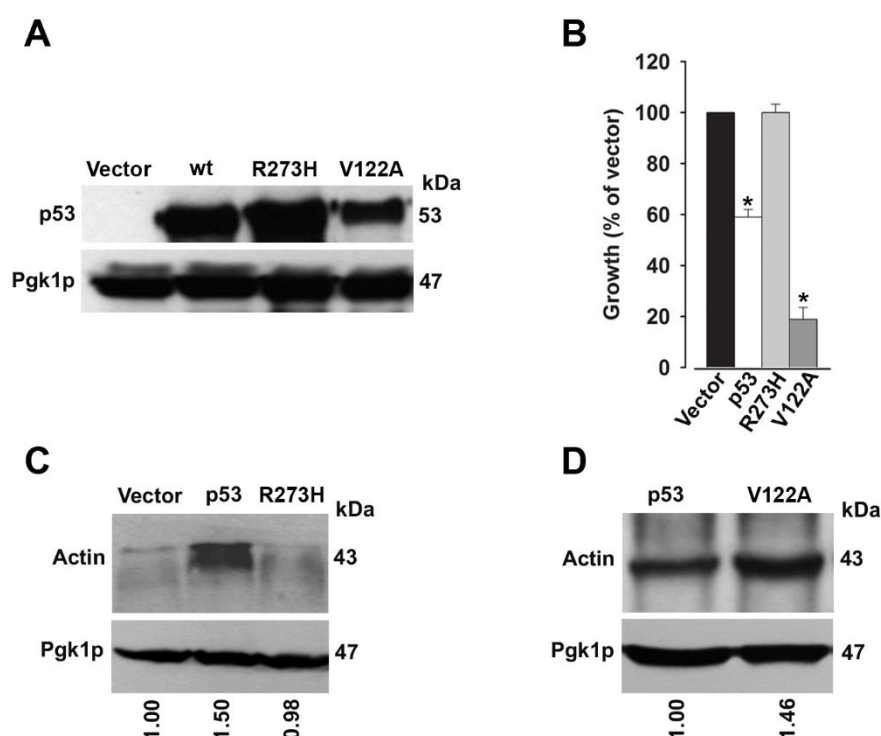 A
Vector wt R273H V122A
kDa
p53 53
Pgk1p 47
B
Growth (% of vector)
120
100
80
60
40
20
0
*
*
Vector
p53
R273H
V122A
C
Vector p53 R273H
kDa
Actin 43
Pgk1p 47
1.00 1.50 0.98
D
p53 V122A
kDa
Actin 43
Pgk1p 47
1.00 1.46